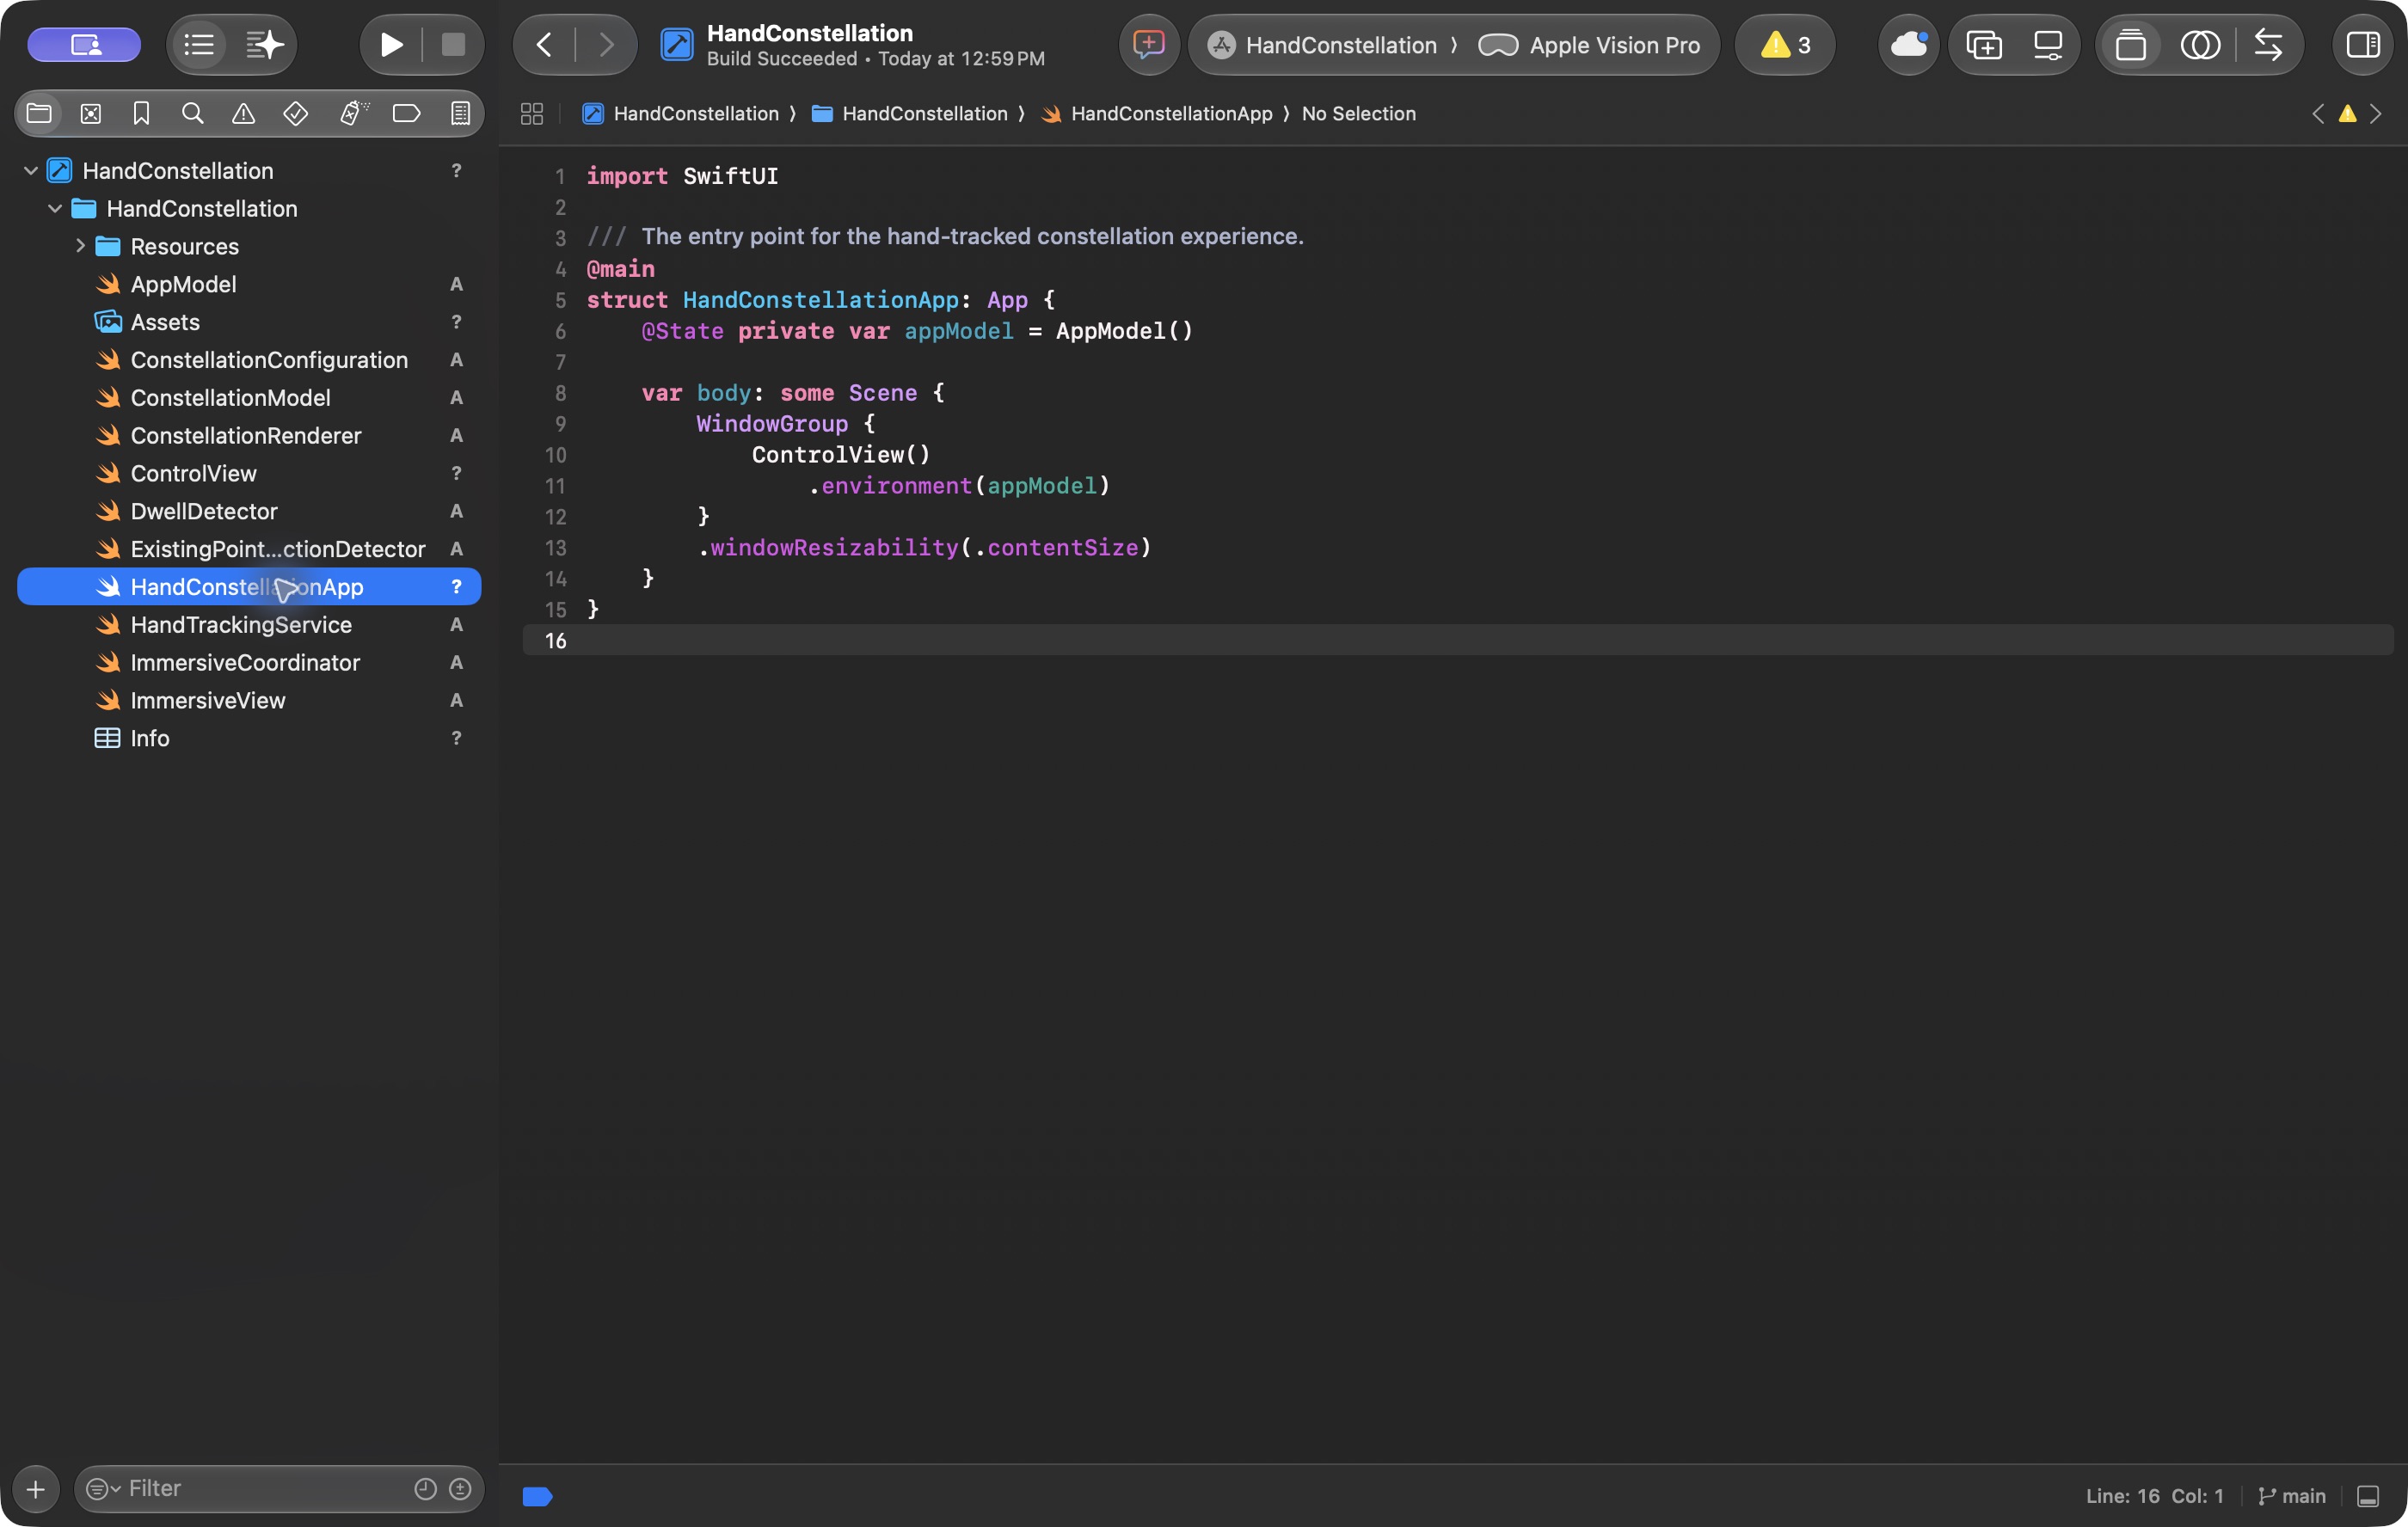 HandConstellation
Build Succeeded • Today at 12:59 PM
HandConstellation 〉 Apple Vision Pro
3
HandConstellation 〉 HandConstellation 〉 HandConstellationApp 〉 No Selection
HandConstellation ?
HandConstellation
Resources
AppModel A
Assets ?
ConstellationConfiguration A
ConstellationModel A
ConstellationRenderer A
ControlView ?
DwellDetector A
ExistingPoint...ctionDetector A
HandConstellationApp ?
HandTrackingService A
ImmersiveCoordinator A
ImmersiveView A
Info ?
Filter
1 import SwiftUI
2
3 /// The entry point for the hand-tracked constellation experience.
4 @main
5 struct HandConstellationApp: App {
6     @State private var appModel = AppModel()
7
8     var body: some Scene {
9         WindowGroup {
10             ControlView()
11                 .environment(appModel)
12         }
13         .windowResizability(.contentSize)
14     }
15 }
16
Line: 16 Col: 1
main